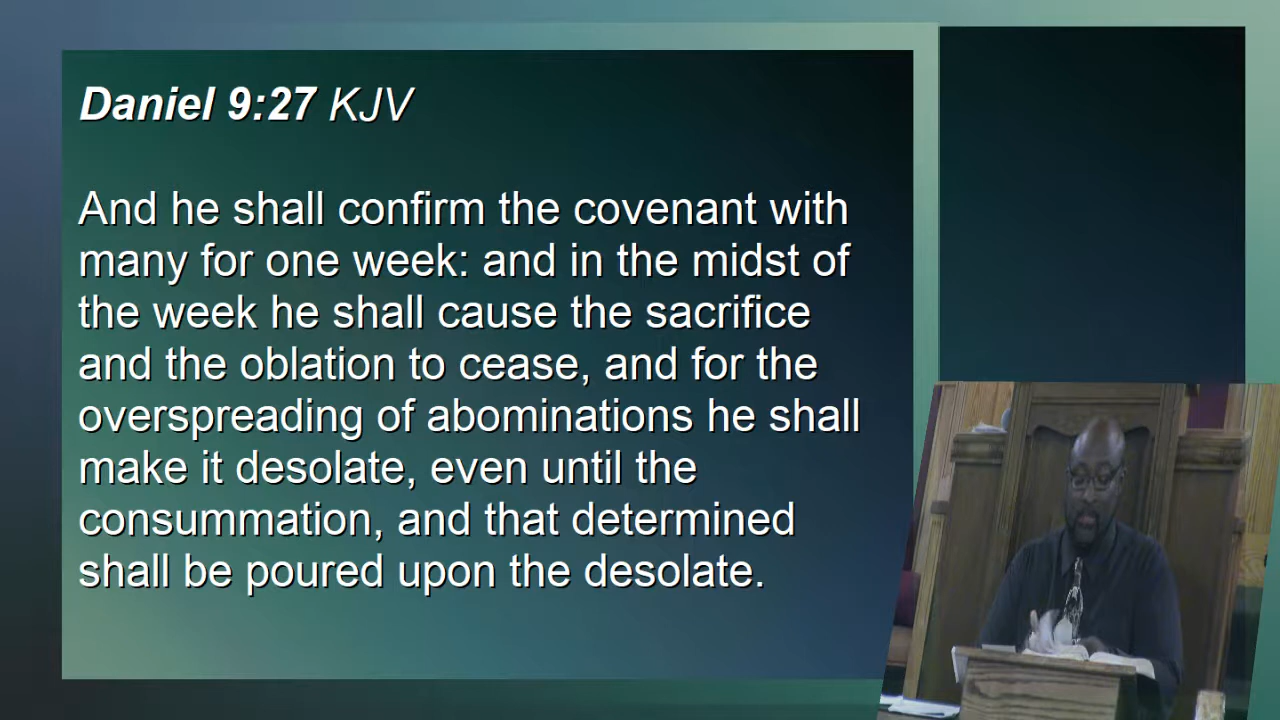 Daniel 9:27 KJV
And he shall confirm the covenant with
many for one week: and in the midst of
the week he shall cause the sacrifice
and the oblation to cease, and for the
overspreading of abominations he shall
make it desolate, even until the
consummation, and that determined
shall be poured upon the desolate.